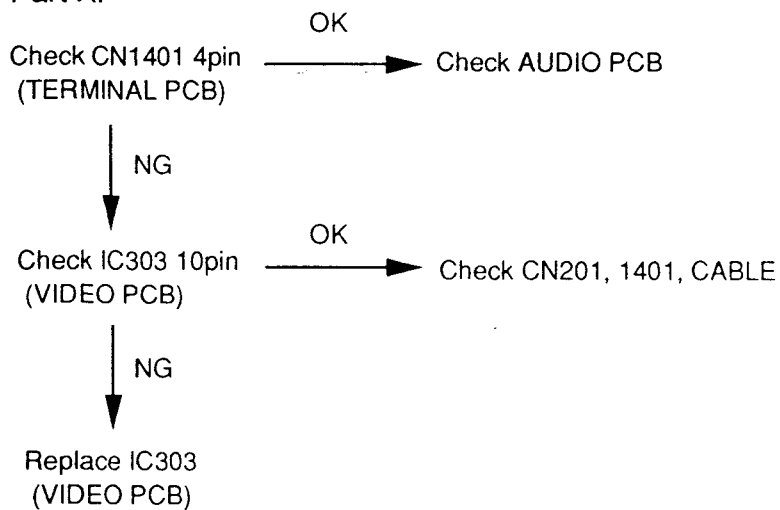 OK
Check CN1401 4pin
Check AUDIO PCB
(TERMINAL PCB)
NG
OK
Check IC303 10pin
Check CN201, 1401, CABLE
(VIDEO PCB)
NG
Replace IC303
(VIDEO PCB)